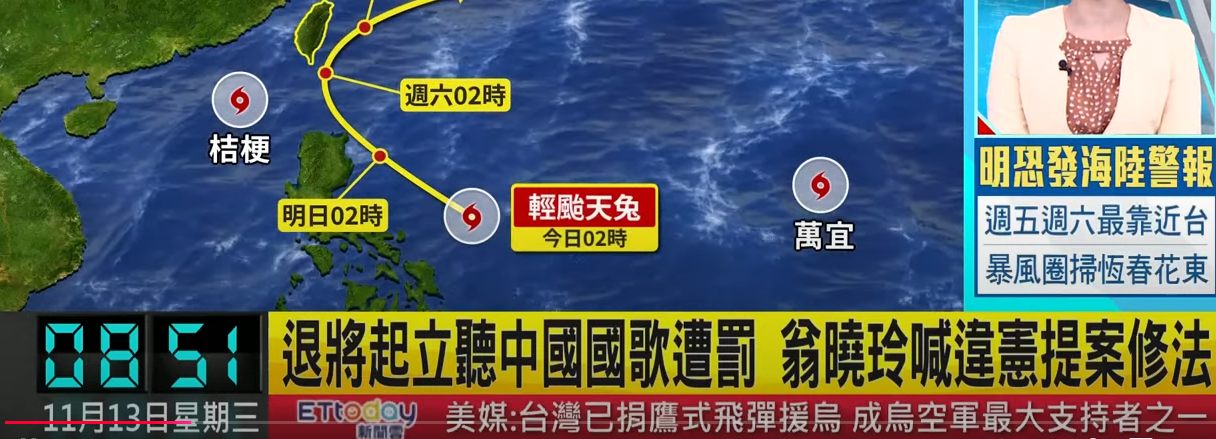 週六02時
桔梗
輕颱天兔
今日02時
明日02時
萬宜
明恐發海陸警報
週五週六最靠近台
暴風圈掃恆春花東
08 51
退將起立聽中國國歌遭罰 翁曉玲喊違憲提案修法
11月13日星期三
ETtoday
新聞雲
美媒:台灣已捐鷹式飛彈援烏 成烏空軍最大支持者之一